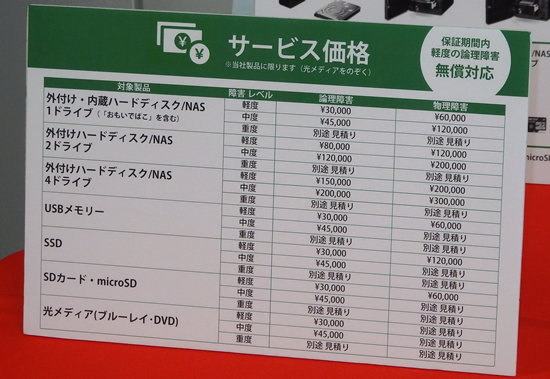 サービス価格
※当社製品に限ります（光メディアをのぞく）
保証期間内
軽度の論理障害
無償対応
対象製品 障害 レベル 論理障害 物理障害
外付け・内蔵ハードディスク/NAS
1ドライブ（「おもいでばこ」を含む）
軽度 ¥30,000 ¥60,000
中度 ¥45,000 ¥120,000
重度 別途 見積り 別途 見積り
外付けハードディスク/NAS
2ドライブ
軽度 ¥80,000 ¥120,000
中度 ¥120,000 ¥200,000
重度 別途 見積り 別途 見積り
外付けハードディスク/NAS
4ドライブ
軽度 ¥150,000 ¥200,000
中度 ¥200,000 ¥300,000
重度 別途 見積り 別途 見積り
USBメモリー
軽度 ¥30,000 ¥60,000
中度 ¥45,000 別途 見積り
重度 別途 見積り 別途 見積り
SSD
軽度 ¥30,000 ¥120,000
中度 ¥45,000 別途 見積り
重度 別途 見積り 別途 見積り
SDカード・microSD
軽度 ¥30,000 ¥60,000
中度 ¥45,000 別途 見積り
重度 別途 見積り 別途 見積り
光メディア(ブルーレイ・DVD)
軽度 ¥30,000 別途 見積り
中度 ¥45,000 別途 見積り
重度 別途 見積り 別途 見積り
/NAS
microSD